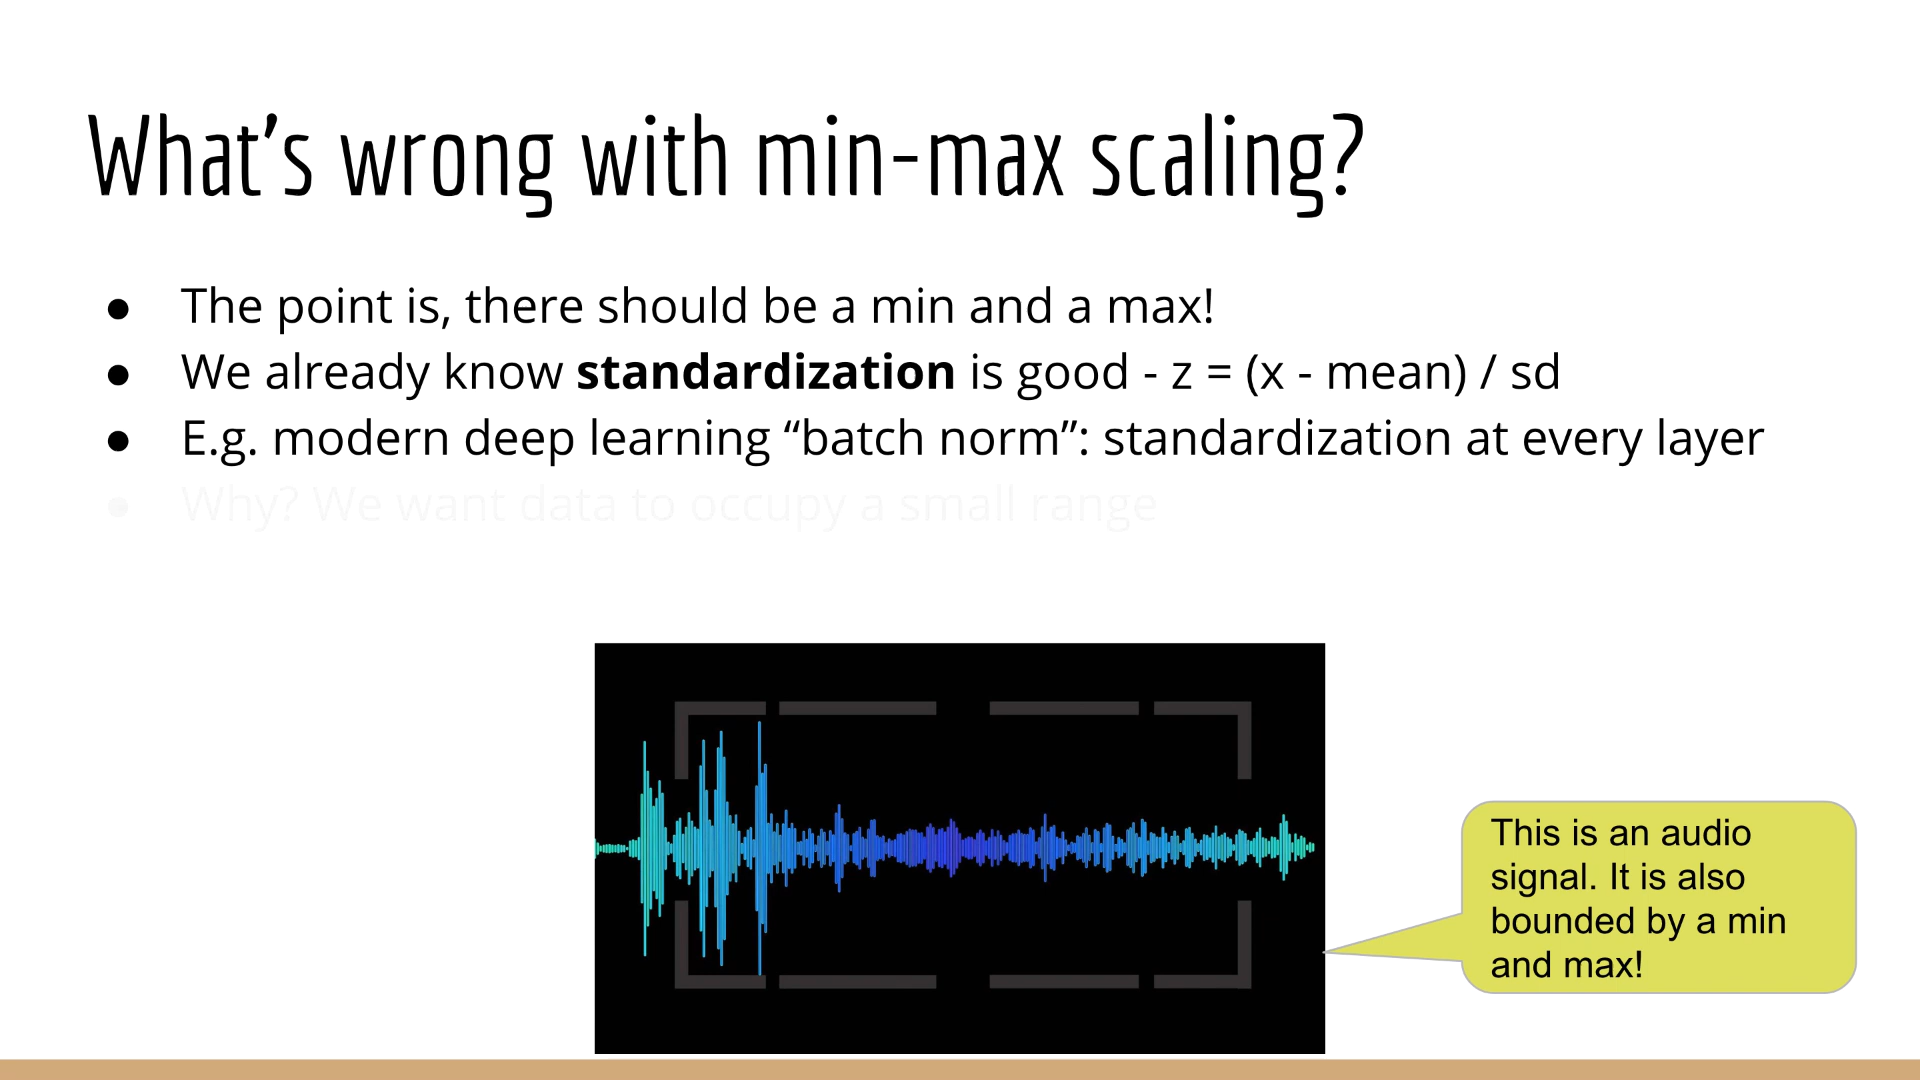 What's wrong with min-max scaling?
● The point is, there should be a min and a max!
● We already know standardization is good - z = (x - mean) / sd
● E.g. modern deep learning “batch norm”: standardization at every layer
● Why? We want data to occupy a small range
This is an audio
signal. It is also
bounded by a min
and max!